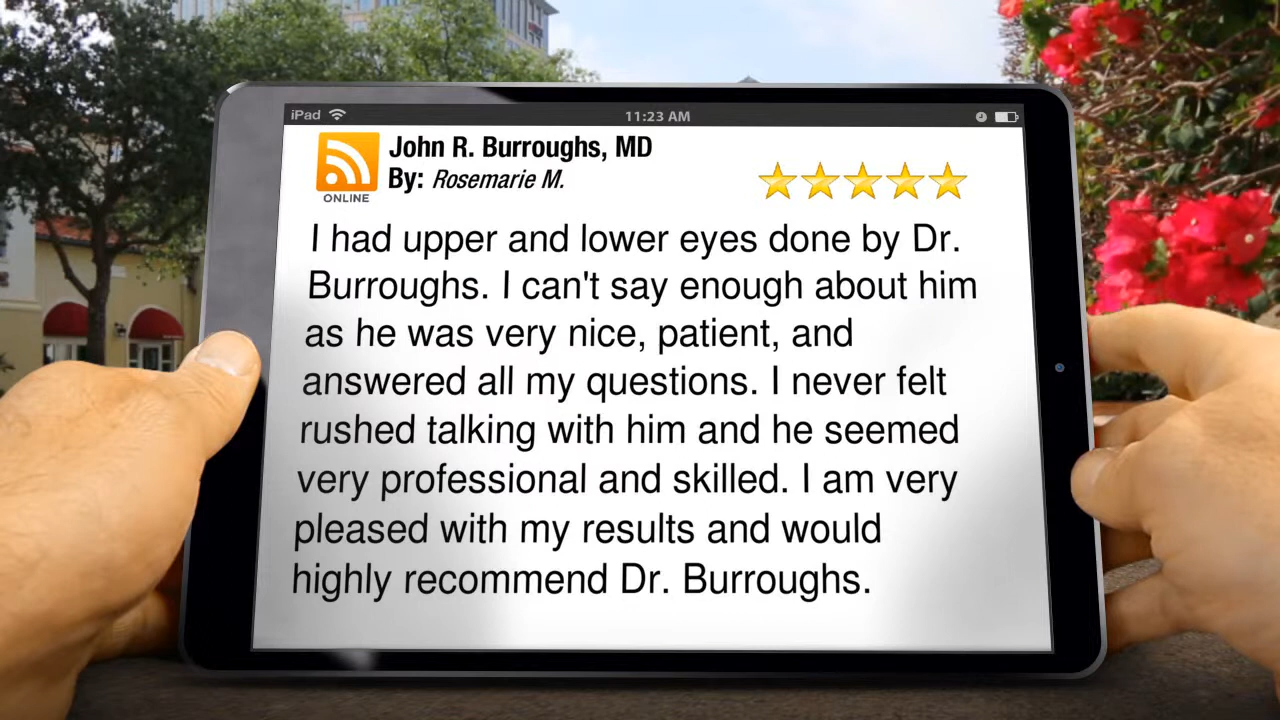 iPad 11:23 AM
John R. Burroughs, MD
By: Rosemarie M.
ONLINE
I had upper and lower eyes done by Dr.
Burroughs. I can't say enough about him
as he was very nice, patient, and
answered all my questions. I never felt
rushed talking with him and he seemed
very professional and skilled. I am very
pleased with my results and would
highly recommend Dr. Burroughs.